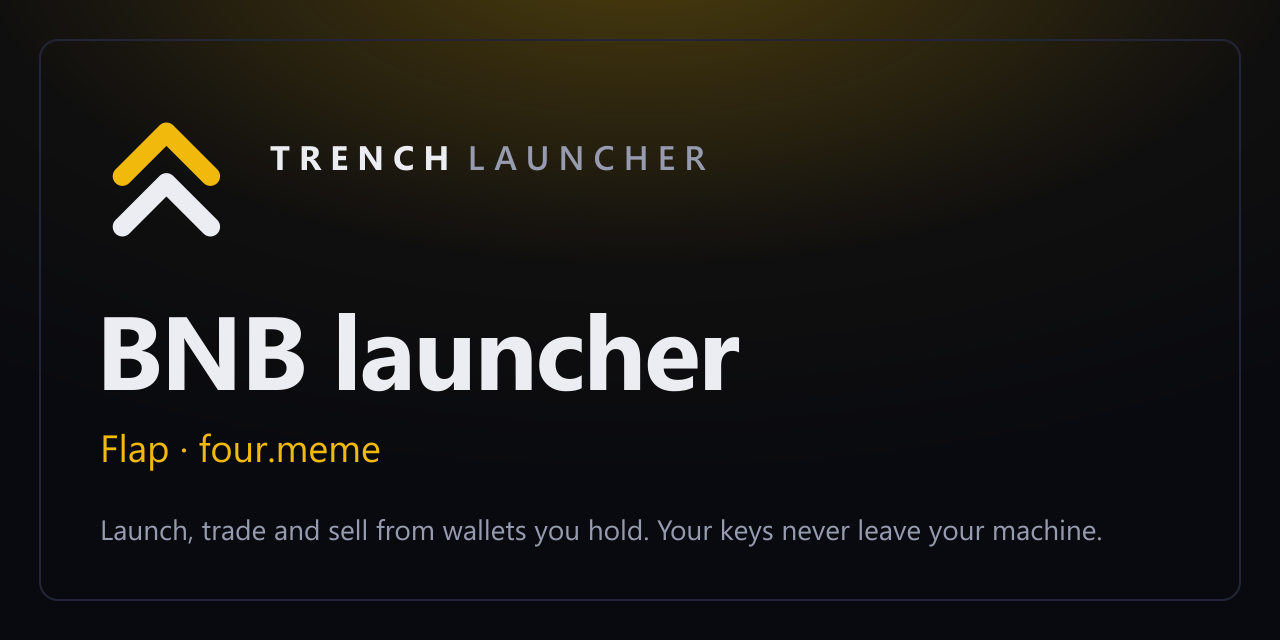 TRENCH LAUNCHER
BNB launcher
Flap · four.meme
Launch, trade and sell from wallets you hold. Your keys never leave your machine.